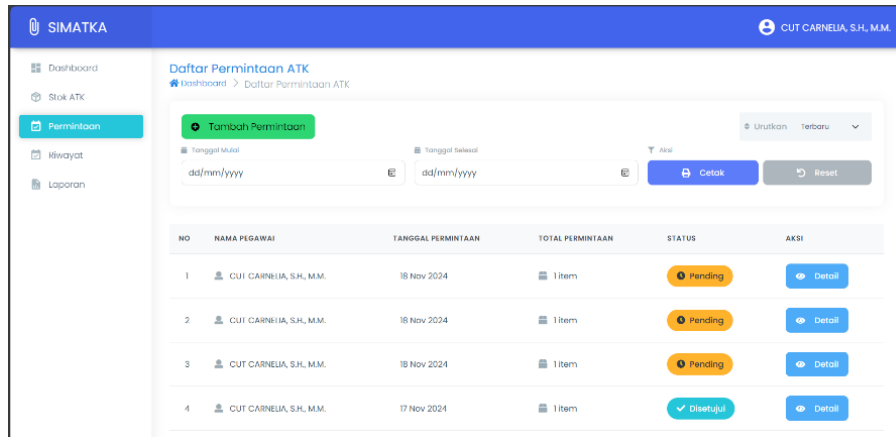 SIMATKA
CUT CARNELIA, S.H., M.M.
Dashboard
Stok ATK
Permintaan
Riwayat
Laporan
Daftar Permintaan ATK
Dashboard > Daftar Permintaan ATK
Tambah Permintaan
Urutkan Terbaru
Tanggal Mulai Tanggal Selesai Aksi
dd/mm/yyyy dd/mm/yyyy Cetak Reset
NO NAMA PEGAWAI TANGGAL PERMINTAAN TOTAL PERMINTAAN STATUS AKSI
1 CUT CARNELIA, S.H., M.M. 18 Nov 2024 1 item Pending Detail
2 CUT CARNELIA, S.H., M.M. 18 Nov 2024 1 item Pending Detail
3 CUT CARNELIA, S.H., M.M. 18 Nov 2024 1 item Pending Detail
4 CUT CARNELIA, S.H., M.M. 17 Nov 2024 1 item Disetujui Detail